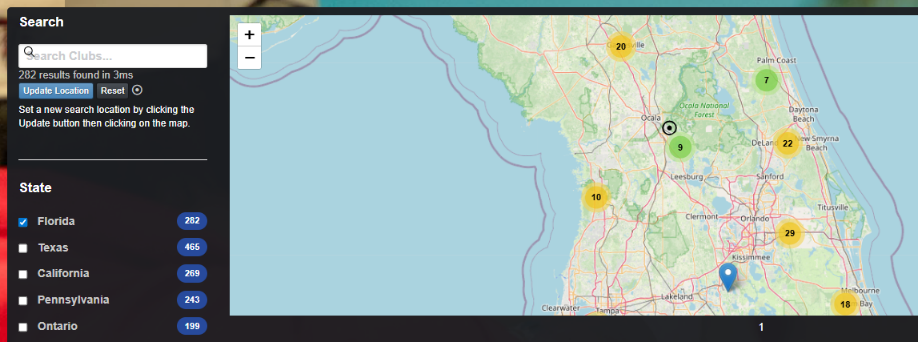 Search
Search Clubs...
282 results found in 3ms
Update Location Reset
Set a new search location by clicking the
Update button then clicking on the map.
State
Florida 282
Texas 465
California 269
Pennsylvania 243
Ontario 199
+
−
20
Palm Coast
7
Ocala National
Forest
Ocala
Daytona
Beach
9
22
New Smyrna
Beach
Leesburg
Sanford
10
Titusville
Clermont
Orlando
29
Kissimmee
Lakeland
Melbourne
Bay
18
Clearwater
Tampa
1